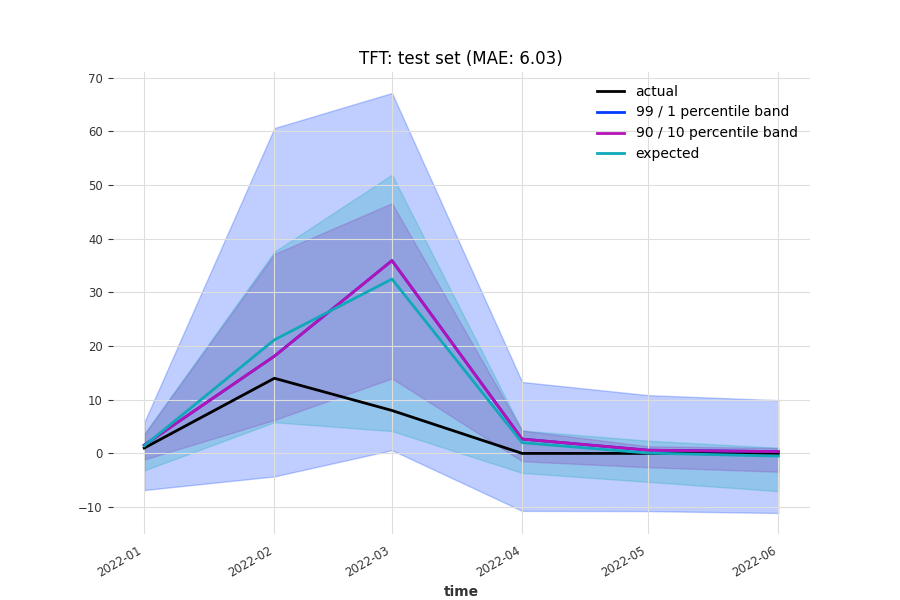 TFT: test set (MAE: 6.03)
actual
99 / 1 percentile band
90 / 10 percentile band
expected
70
60
50
40
30
20
10
0
−10
2022-01
2022-02
2022-03
2022-04
2022-05
2022-06
time